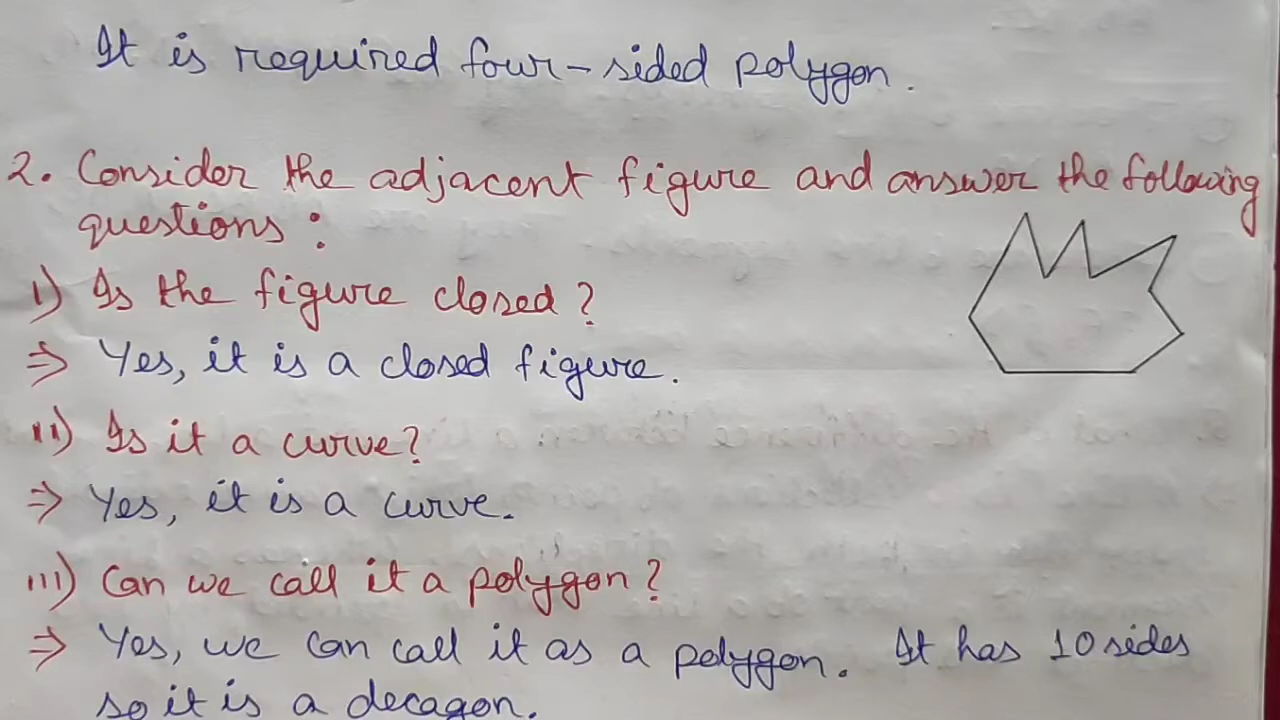 It is required four-sided polygon.
2. Consider the adjacent figure and answer the following
questions :
i) Is the figure closed?
⇒ Yes, it is a closed figure.
ii) Is it a curve?
⇒ Yes, it is a curve.
iii) Can we call it a polygon?
⇒ Yes, we can call it as a polygon. It has 10 sides
so it is a decagon.